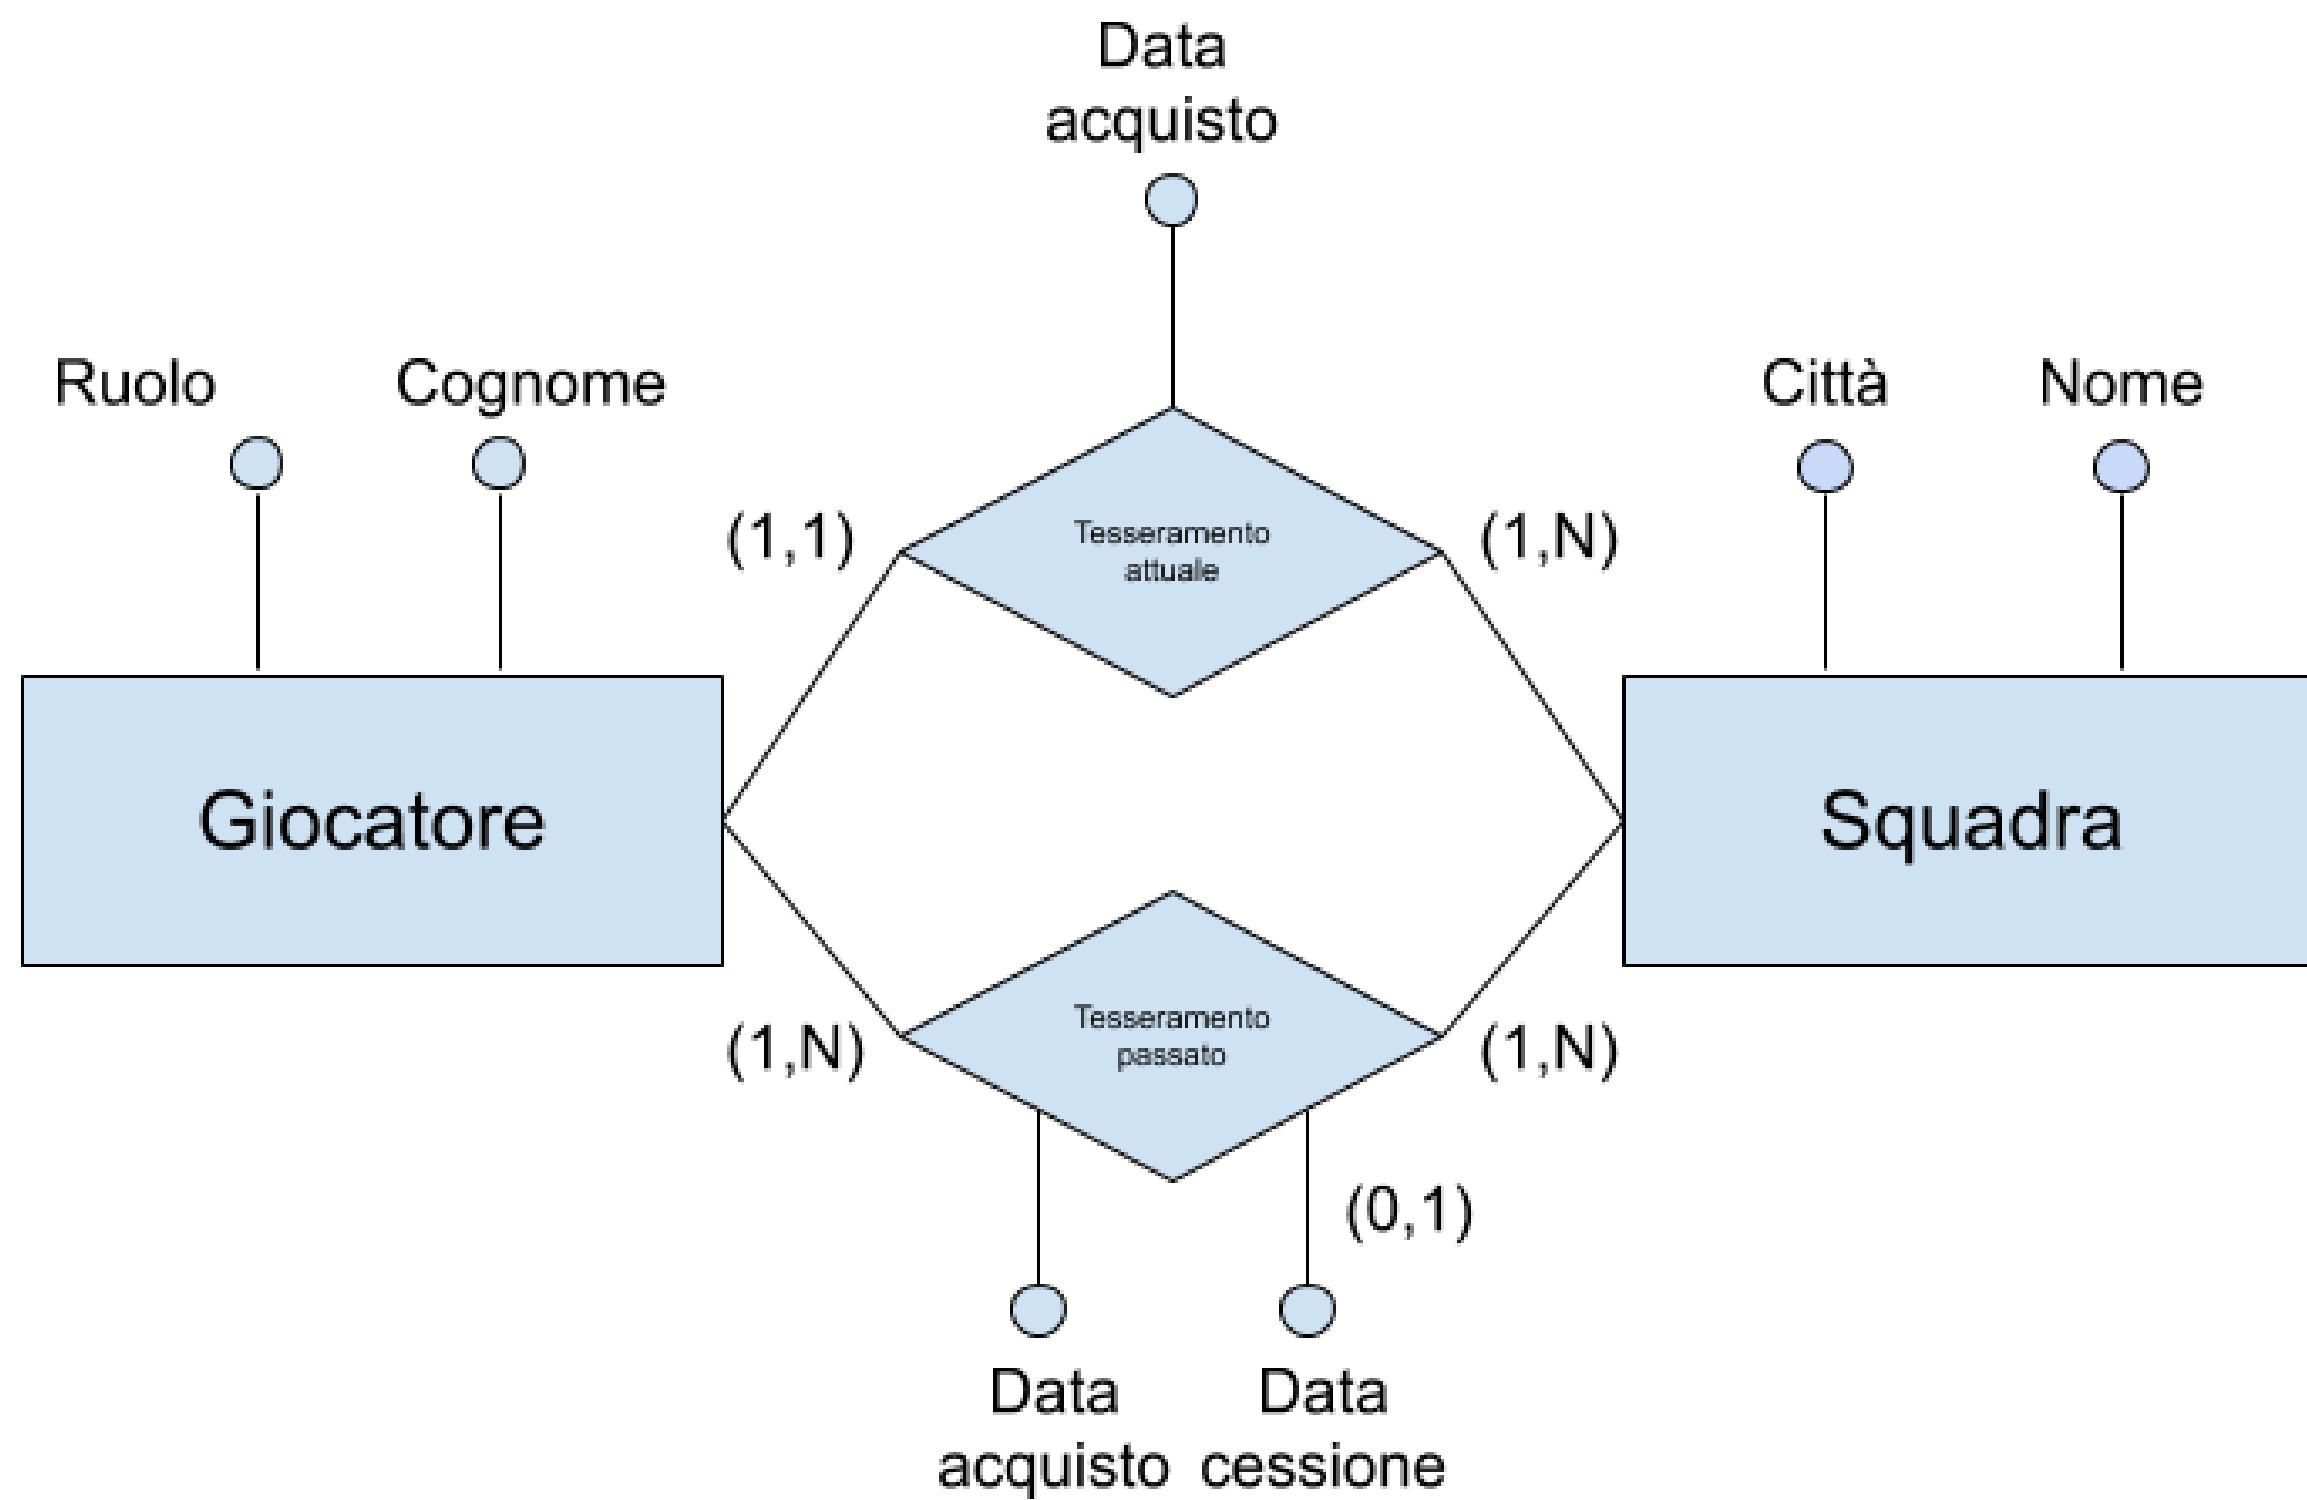 Data
acquisto
Ruolo
Cognome
Città
Nome
(1,1)
Tesseramento
attuale
(1,N)
Giocatore
Squadra
(1,N)
Tesseramento
passato
(1,N)
(0,1)
Data
acquisto
Data
cessione